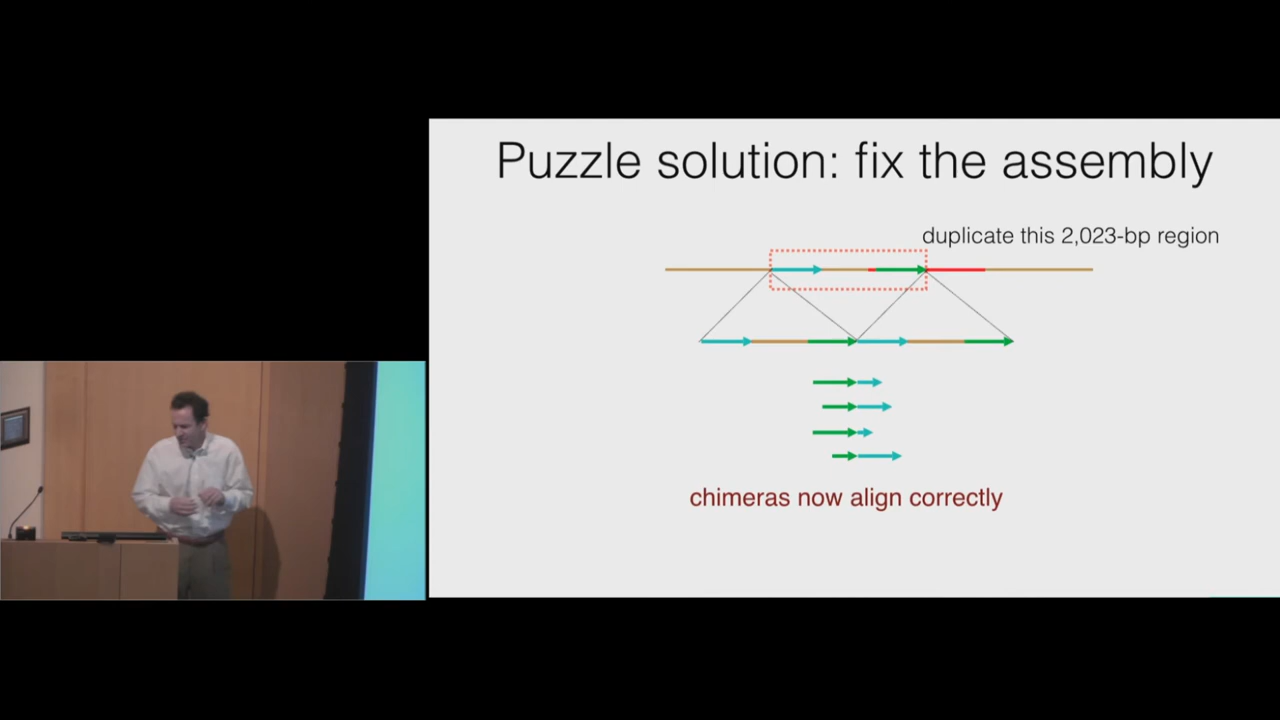 Puzzle solution: fix the assembly
duplicate this 2,023-bp region
chimeras now align correctly